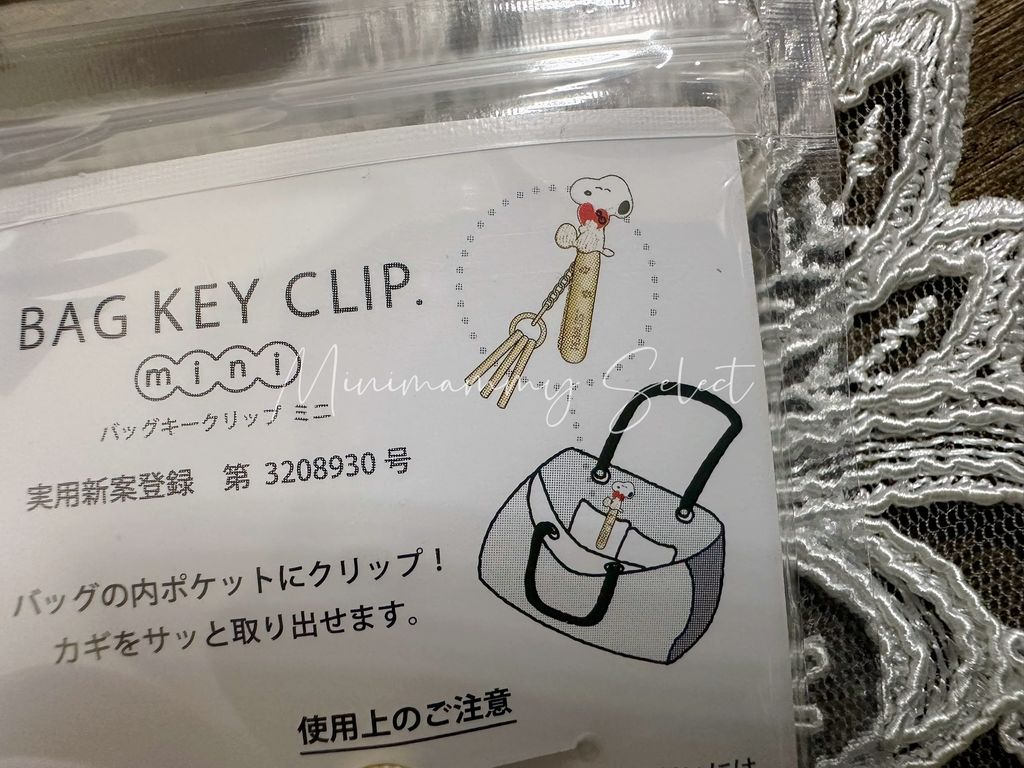 BAG KEY CLIP.
mini
バッグキークリップ ミニ
実用新案登録 第 3208930 号
バッグの内ポケットにクリップ！
カギをサッと取り出せます。
使用上のご注意
には
Minimammy Select